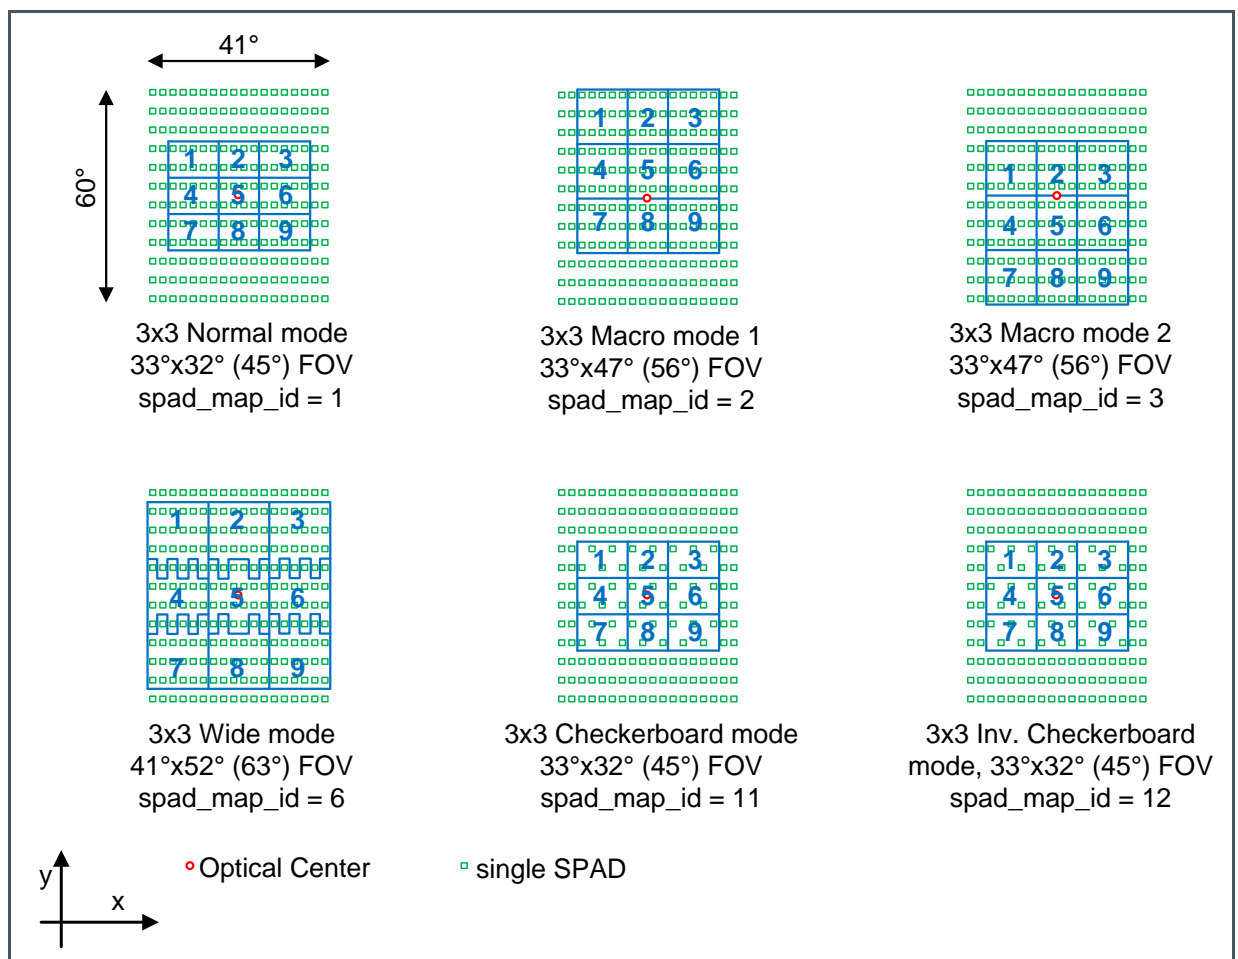 41°
60°
1 2 3
4 5 6
7 8 9
3x3 Normal mode
33°x32° (45°) FOV
spad_map_id = 1
1 2 3
4 5 6
7 8 9
3x3 Macro mode 1
33°x47° (56°) FOV
spad_map_id = 2
1 2 3
4 5 6
7 8 9
3x3 Macro mode 2
33°x47° (56°) FOV
spad_map_id = 3
1 2 3
4 5 6
7 8 9
3x3 Wide mode
41°x52° (63°) FOV
spad_map_id = 6
1 2 3
4 5 6
7 8 9
3x3 Checkerboard mode
33°x32° (45°) FOV
spad_map_id = 11
1 2 3
4 5 6
7 8 9
3x3 Inv. Checkerboard
mode, 33°x32° (45°) FOV
spad_map_id = 12
Optical Center
single SPAD
y
x